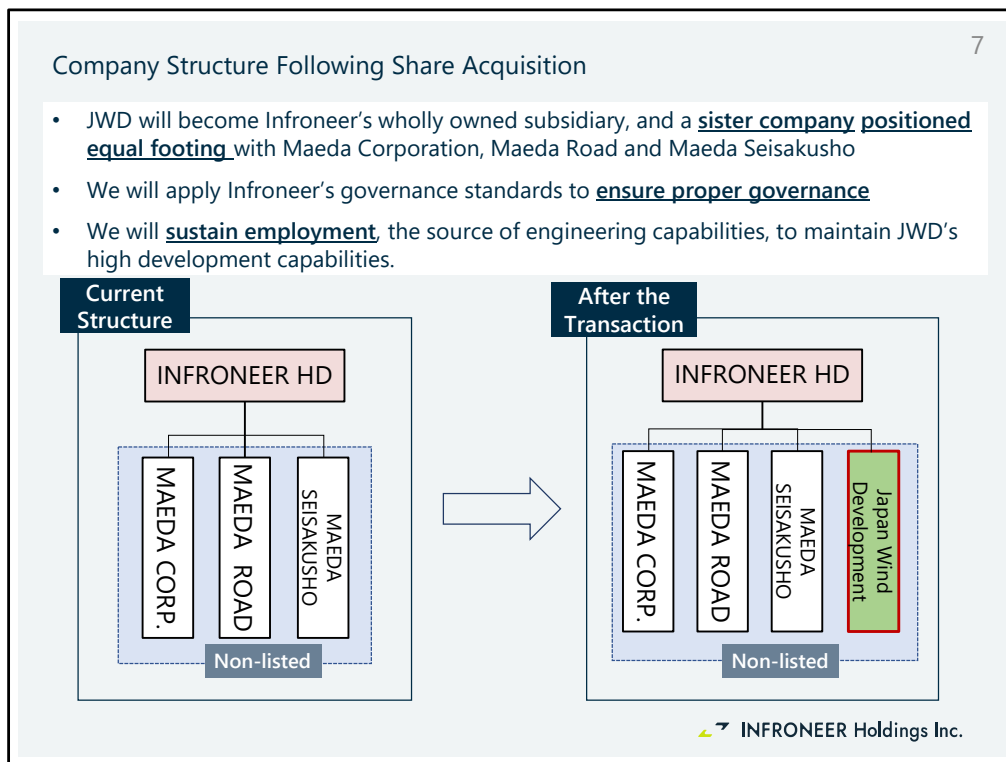 7
Company Structure Following Share Acquisition
• JWD will become Infroneer’s wholly owned subsidiary, and a sister company positioned
equal footing with Maeda Corporation, Maeda Road and Maeda Seisakusho
• We will apply Infroneer’s governance standards to ensure proper governance
• We will sustain employment, the source of engineering capabilities, to maintain JWD’s
high development capabilities.
Current
Structure
INFRONEER HD
MAEDA CORP.
MAEDA ROAD
MAEDA
SEISAKUSHO
Non-listed
After the
Transaction
INFRONEER HD
MAEDA CORP.
MAEDA ROAD
MAEDA
SEISAKUSHO
Japan Wind
Development
Non-listed
INFRONEER Holdings Inc.